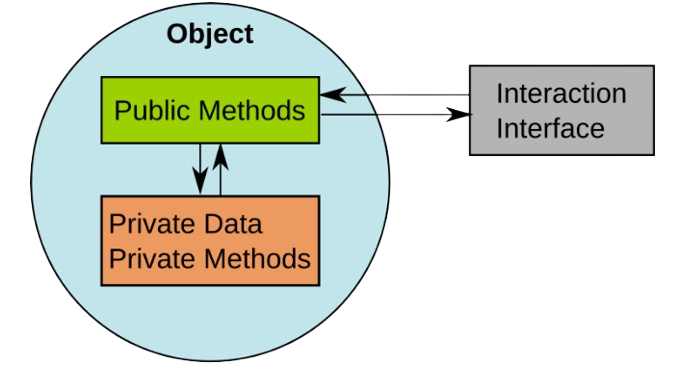 Object
Public Methods
Interaction
Interface
Private Data
Private Methods